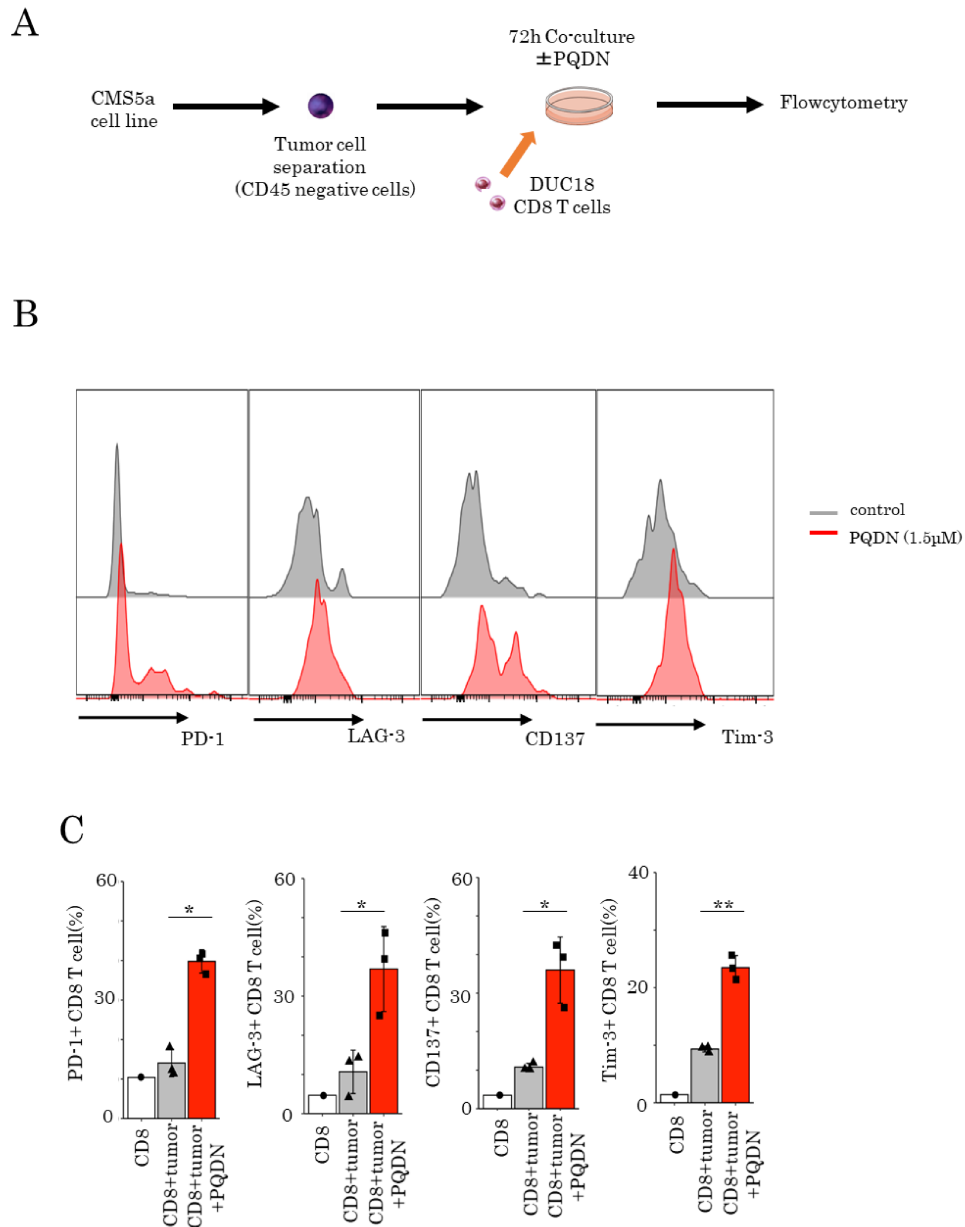 A
CMS5a
cell line
Tumor cell
separation
(CD45 negative cells)
72h Co-culture
±PQDN
DUC18
CD8 T cells
Flowcytometry
B
control
PQDN (1.5μM)
PD-1
LAG-3
CD137
Tim-3
C
PD-1+ CD8 T cell(%)
60
30
0
*
CD8
CD8+tumor
CD8+tumor
+PQDN
LAG-3+ CD8 T cell(%)
60
30
0
*
CD8
CD8+tumor
CD8+tumor
+PQDN
CD137+ CD8 T cell(%)
60
30
0
*
CD8
CD8+tumor
CD8+tumor
+PQDN
Tim-3+ CD8 T cell(%)
40
20
0
**
CD8
CD8+tumor
CD8+tumor
+PQDN